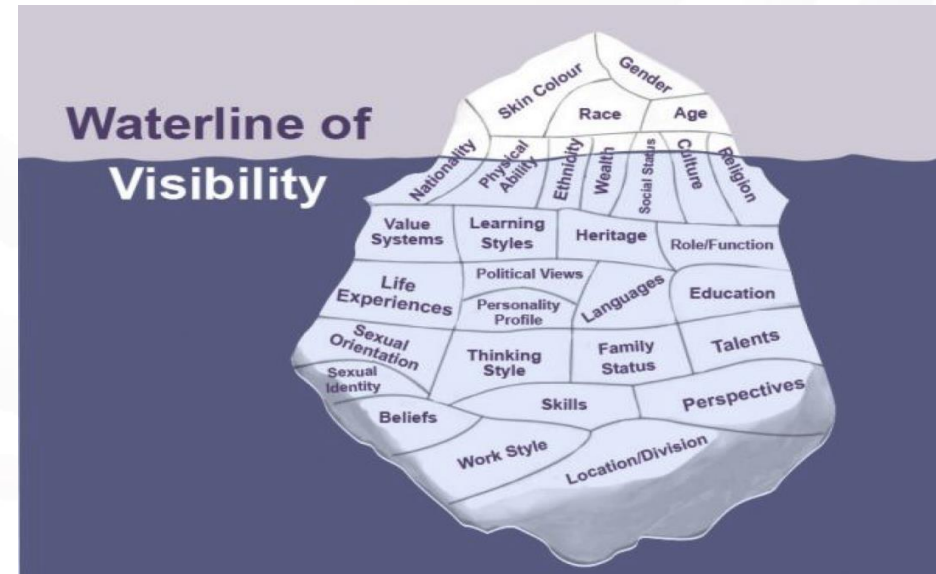 Waterline of
Visibility
Skin Colour
Gender
Race
Age
Nationality
Physical
Ability
Ethnicity
Wealth
Social Status
Culture
Religion
Value
Systems
Learning
Styles
Heritage
Role/Function
Life
Experiences
Political Views
Personality
Profile
Languages
Education
Sexual
Orientation
Sexual
Identity
Thinking
Style
Family
Status
Talents
Beliefs
Skills
Perspectives
Work Style
Location/Division